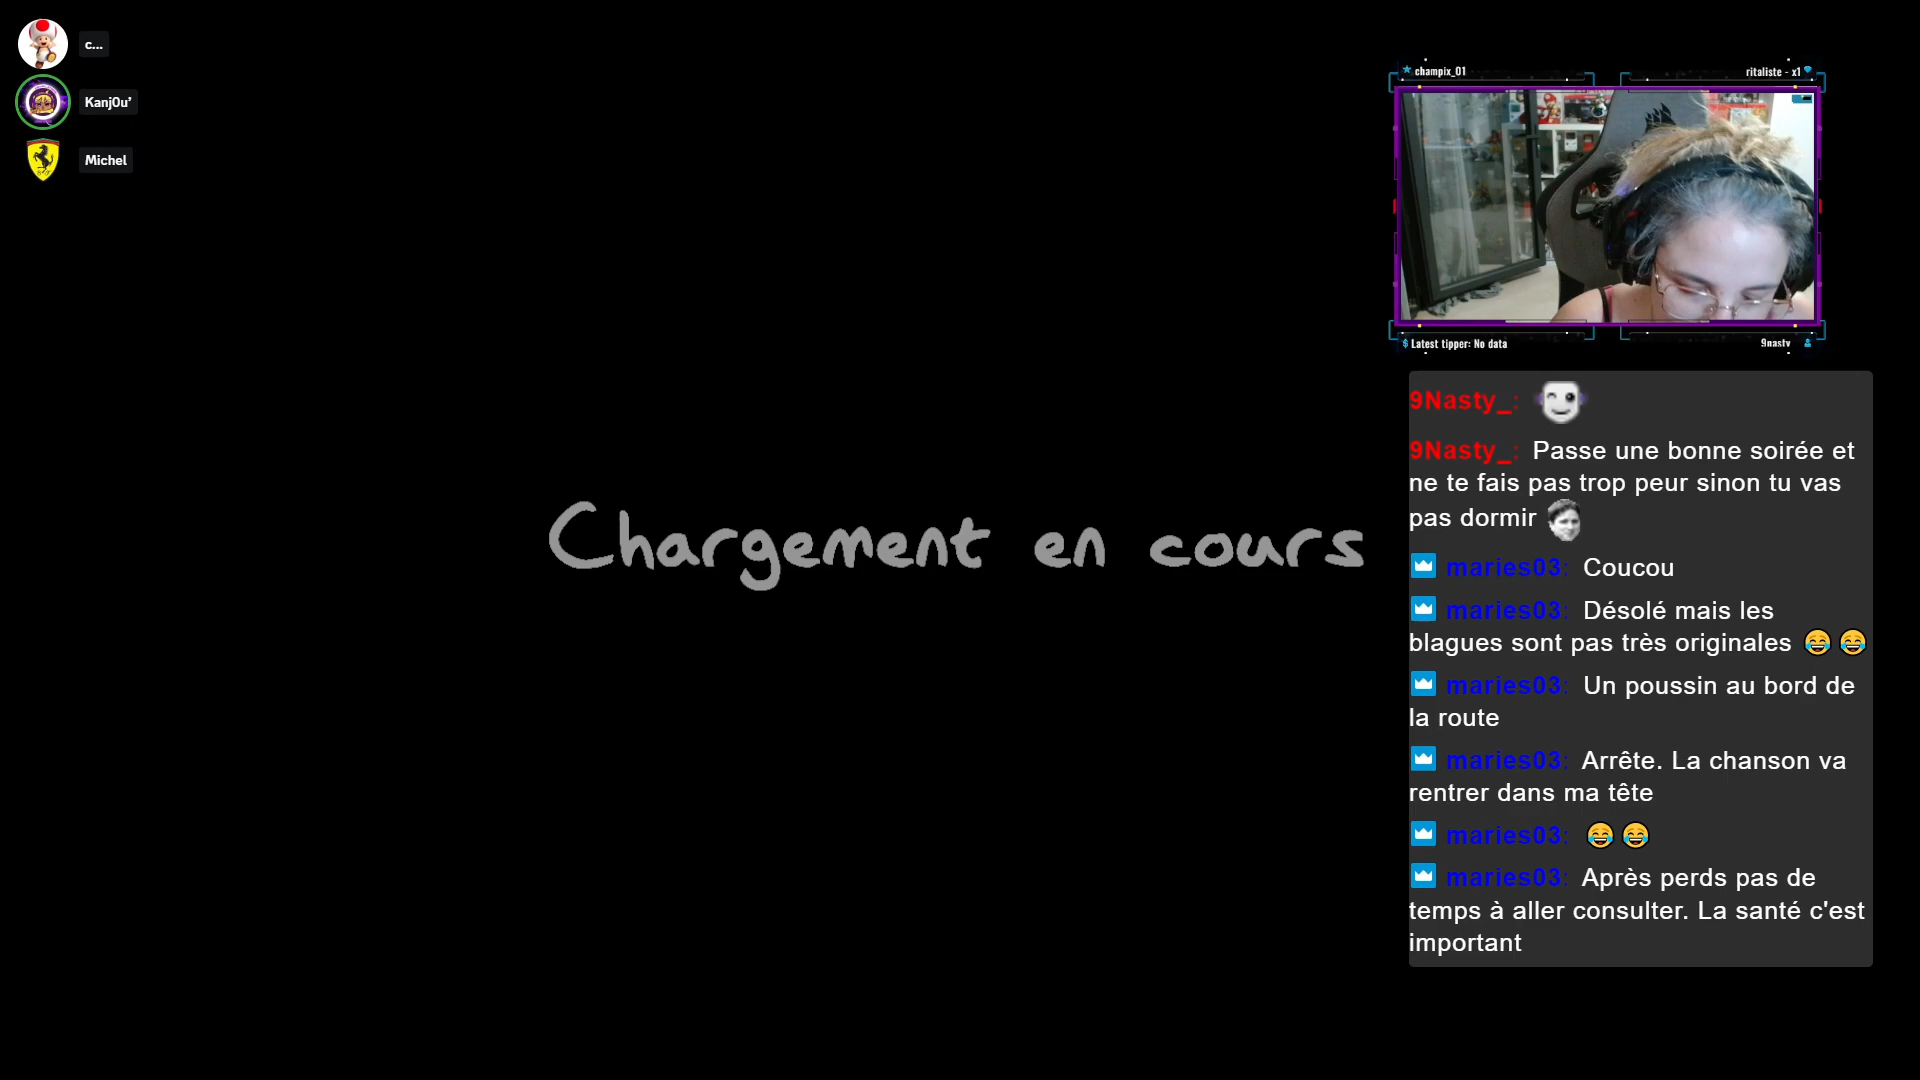 c...
KanjOu'
Michel
champix_01
ritaliste - x1
Latest tipper: No data
9nasty
Chargement en cours
9Nasty_:
9Nasty_: Passe une bonne soirée et
ne te fais pas trop peur sinon tu vas
pas dormir
maries03: Coucou
maries03: Désolé mais les
blagues sont pas très originales 😂 😂
maries03: Un poussin au bord de
la route
maries03: Arrête. La chanson va
rentrer dans ma tête
maries03: 😂 😂
maries03: Après perds pas de
temps à aller consulter. La santé c'est
important